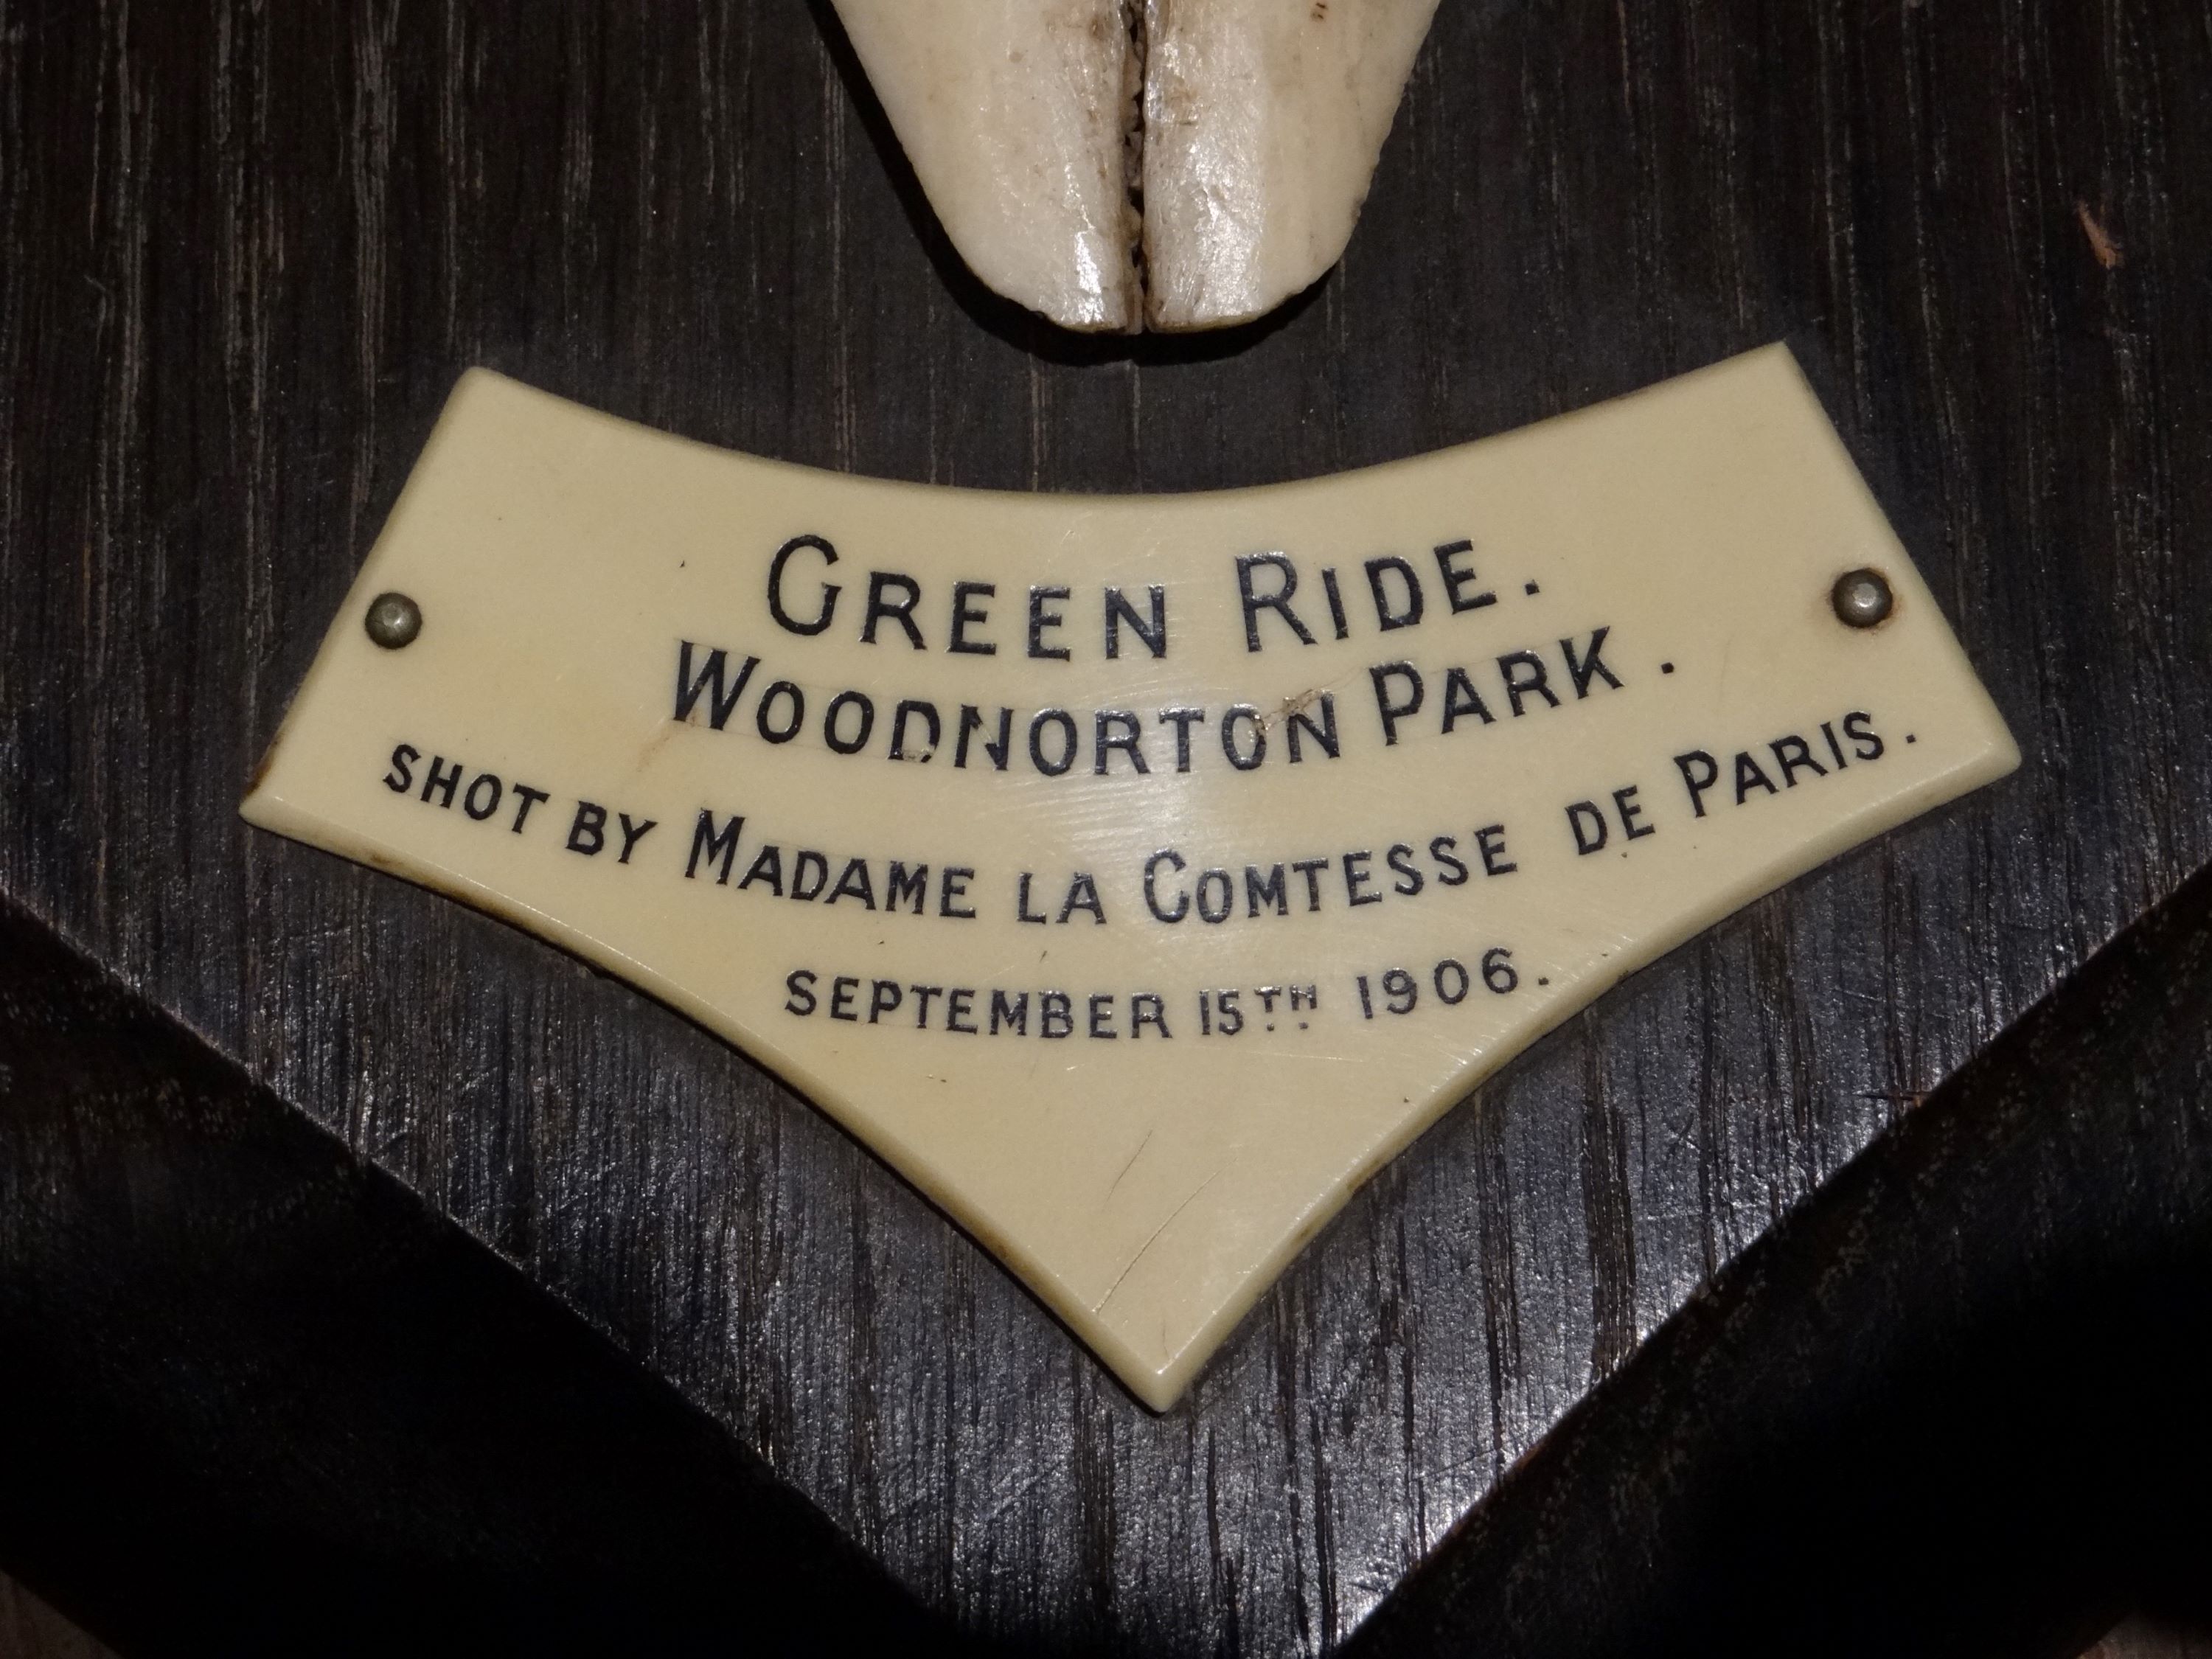 GREEN RIDE.
WOODNORTON PARK.
SHOT BY MADAME LA COMTESSE DE PARIS.
SEPTEMBER 15TH 1906.